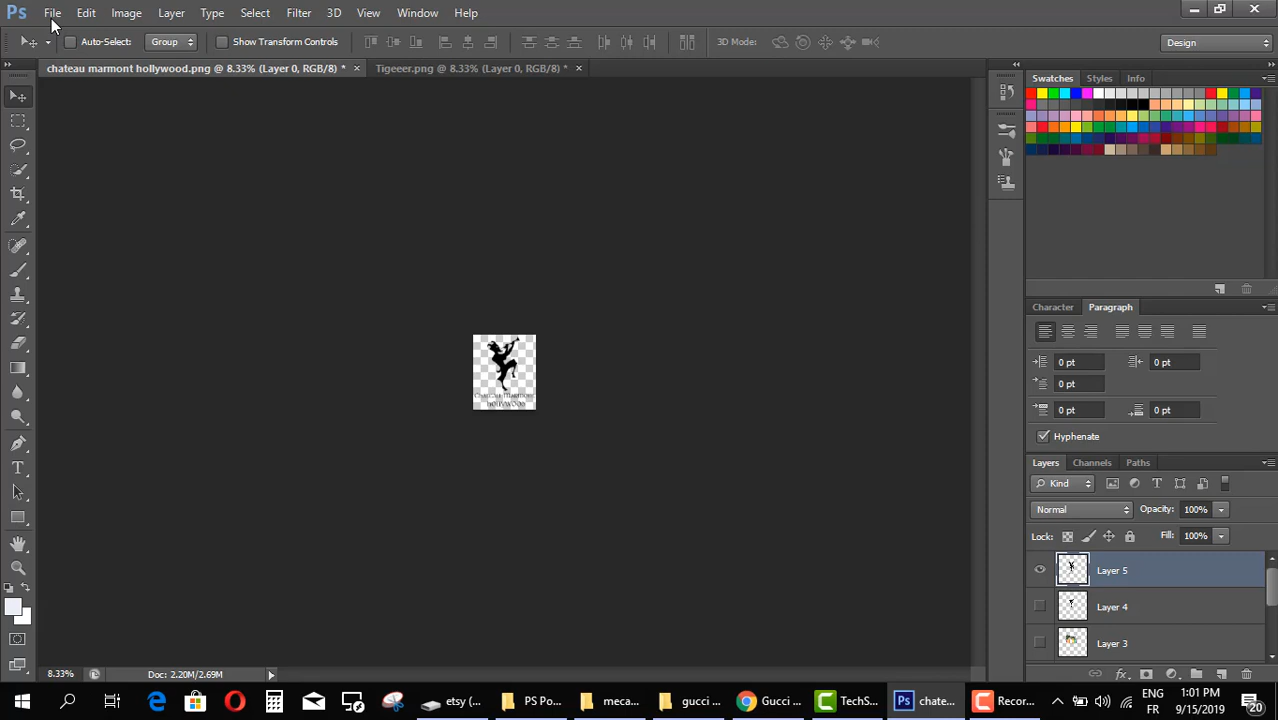 Ps File Edit Image Layer Type Select Filter 3D View Window Help
Auto-Select: Group Show Transform Controls 3D Mode: Design
chateau marmont hollywood.png @ 8.33% (Layer 0, RGB/8) * × Tigeeer.png @ 8.33% (Layer 0, RGB/8) * ×
Swatches Styles Info
Character Paragraph
0 pt 0 pt
0 pt
0 pt 0 pt
Hyphenate
Chateau Marmont
HOLLYWOOD
Layers Channels Paths
Kind
Normal Opacity: 100%
Lock: Fill: 100%
Layer 5
Layer 4
Layer 3
8.33% Doc: 2.20M/2.69M
etsy (... PS Po... meca... gucci ... Gucci ... TechS... Ps chate... Recor... ENG 1:01 PM
FR 9/15/2019 20